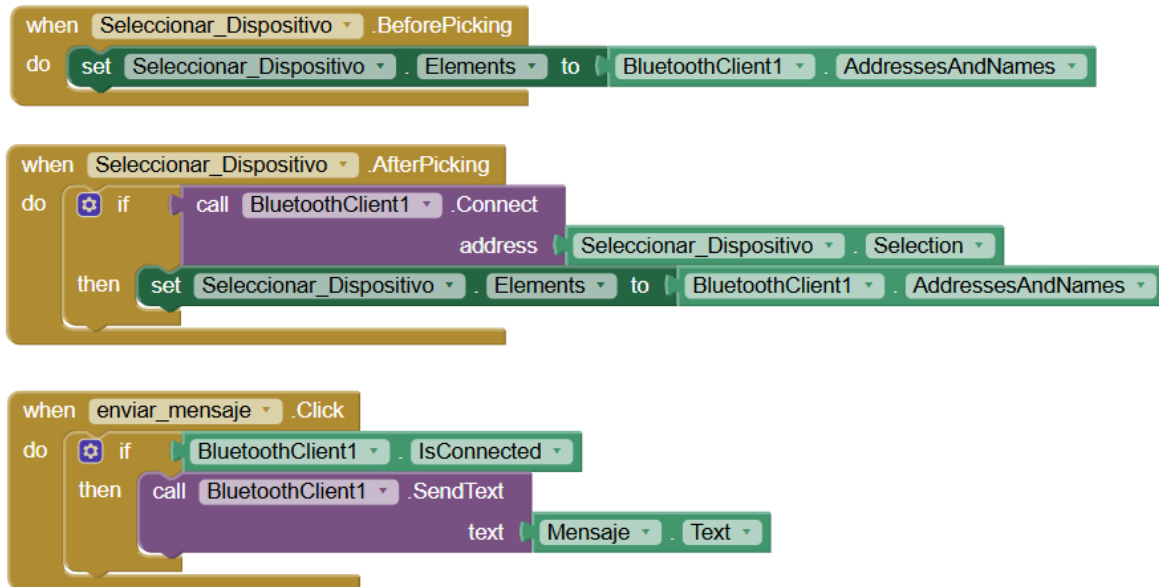 when Seleccionar_Dispositivo .BeforePicking
do set Seleccionar_Dispositivo . Elements to BluetoothClient1 . AddressesAndNames
when Seleccionar_Dispositivo .AfterPicking
do if call BluetoothClient1 .Connect
address Seleccionar_Dispositivo . Selection
then set Seleccionar_Dispositivo . Elements to BluetoothClient1 . AddressesAndNames
when enviar_mensaje .Click
do if BluetoothClient1 . IsConnected
then call BluetoothClient1 .SendText
text Mensaje . Text